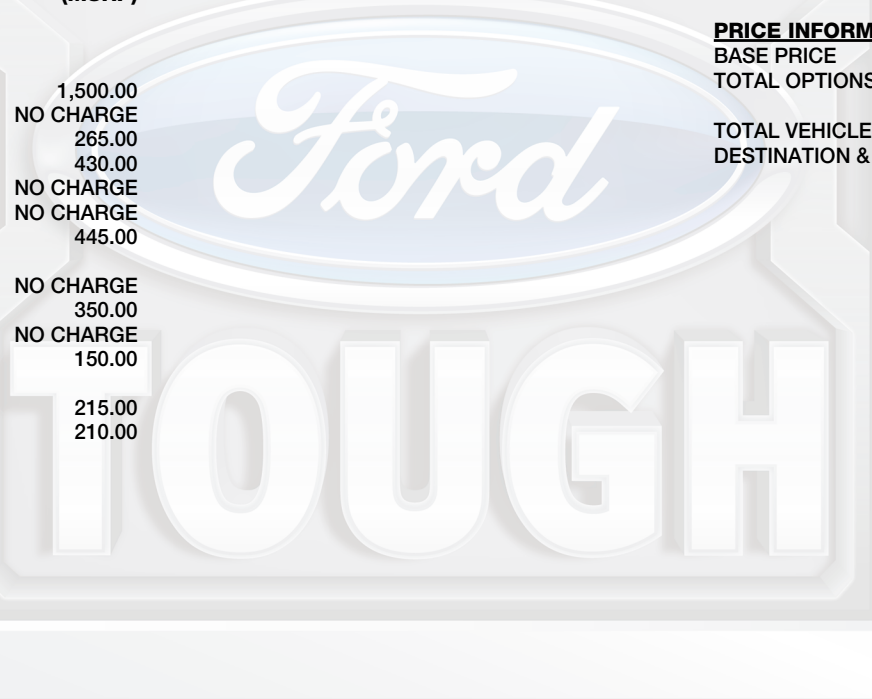 1,500.00
NO CHARGE
265.00
430.00
NO CHARGE
NO CHARGE
445.00
NO CHARGE
350.00
NO CHARGE
150.00
215.00
210.00
PRICE INFORM
BASE PRICE
TOTAL OPTIONS
TOTAL VEHICLE
DESTINATION &
Ford
TOUGH